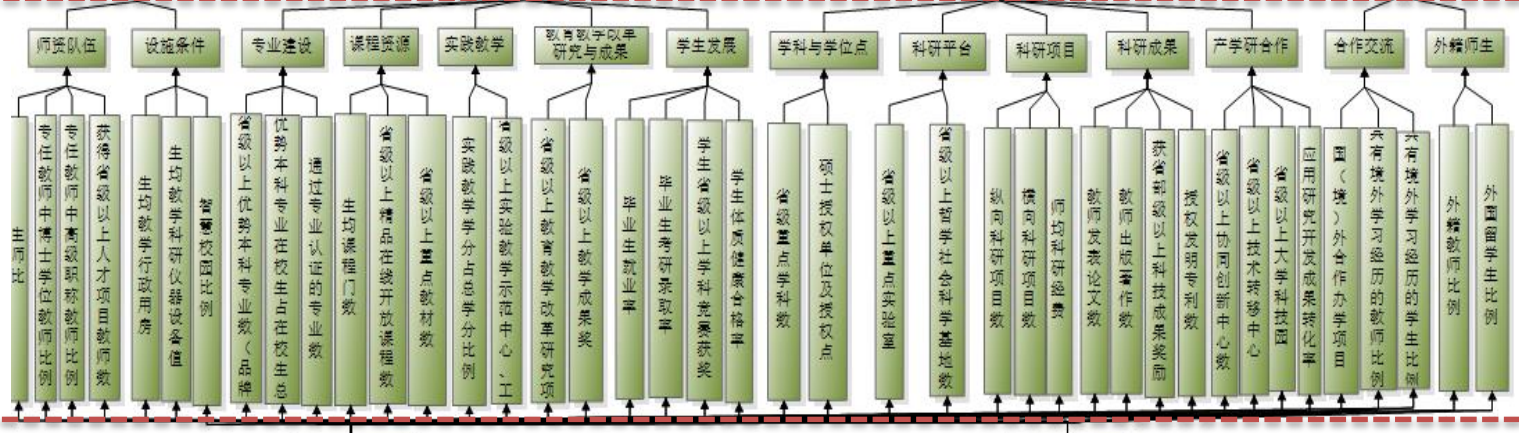 师资队伍
设施条件
专业建设
课程资源
实践教学
教育教学改革
研究与成果
学生发展
学科与学位点
科研平台
科研项目
科研成果
产学研合作
合作交流
外籍师生
生师比
专任教师中博士学位教师比例
专任教师中高级职称教师比例
获得省级以上人才项目教师数
生均教学行政用房
生均教学科研仪器设备值
智慧校园比例
省级以上优势本科专业数（品牌
优势本科专业在校生占在校生总
通过专业认证的专业数
生均课程门数
省级以上精品在线开放课程数
省级以上重点教材数
实践教学学分占总学分比例
省级以上实验教学示范中心、工
省级以上教育教学改革研究项
省级以上教学成果奖
毕业生就业率
毕业生考研录取率
学生省级以上学科竞赛获奖
学生体质健康合格率
省级重点学科数
硕士授权单位及授权点
省级以上重点实验室
省级以上哲学社会科学基地数
纵向科研项目数
横向科研项目数
师均科研经费
教师发表论文数
教师出版著作数
获省部级以上科技成果奖励
授权发明专利数
省级以上协同创新中心数
省级以上技术转移中心
省级以上大学科技园
应用研究开发成果转化率
国（境）外合作办学项目
具有境外学习经历的教师比例
具有境外学习经历的学生比例
外籍教师比例
外国留学生比例